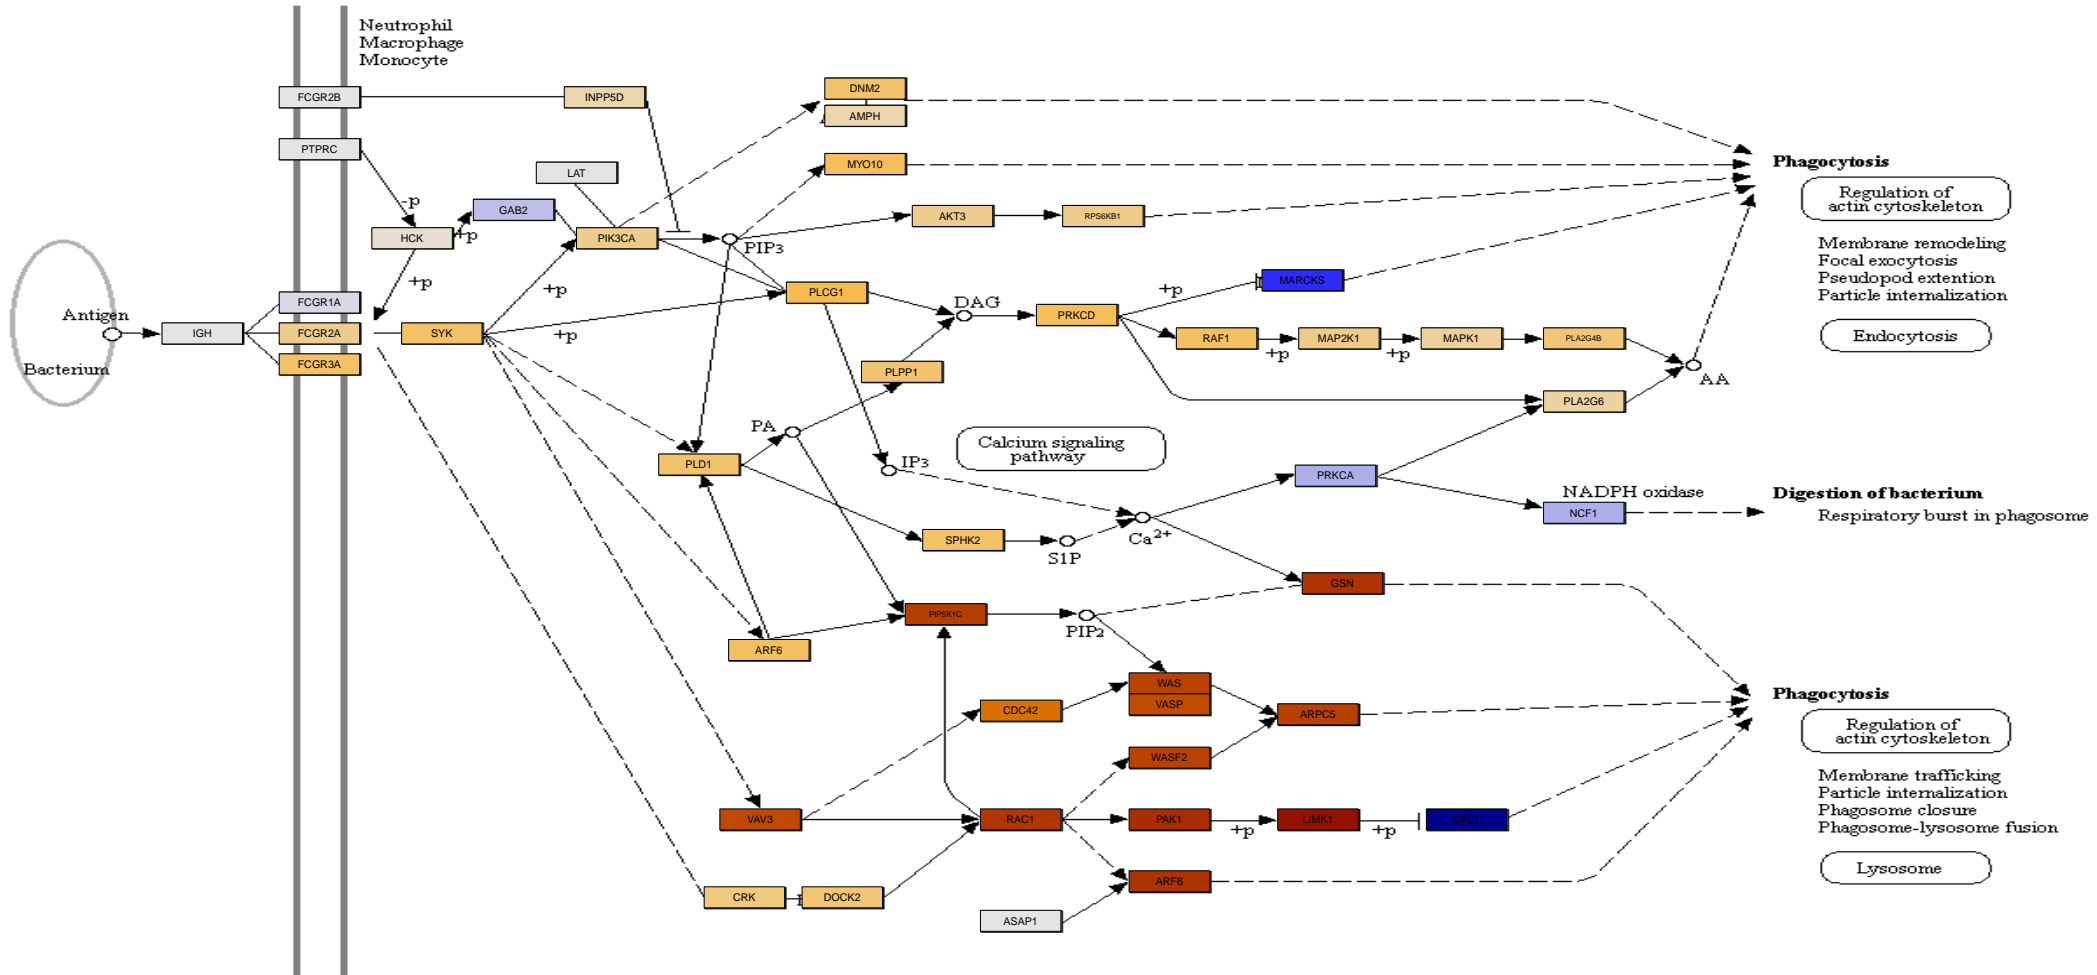 Neutrophil
Macrophage
Monocyte
FCGR2B
INPP5D
DNM2
AMPH
PTPRC
MYO10
LAT
-p
GAB2
HCK
+p
PIK3CA
PIP3
AKT3
RPS6KB1
Phagocytosis
Regulation of
actin cytoskeleton
Membrane remodeling
Focal exocytosis
Pseudopod extention
Particle internalization
Endocytosis
+p
+p
+p
MARCKS
PLCG1
DAG
PRKCD
Antigen
Bacterium
IGH
FCGR1A
FCGR2A
FCGR3A
SYK
+p
RAF1
+p
MAP2K1
+p
MAPK1
PLA2G4B
AA
PLPP1
PLA2G6
PA
Calcium signaling
pathway
PLD1
IP3
PRKCA
NADPH oxidase
NCF1
Digestion of bacterium
Respiratory burst in phagosome
SPHK2
S1P
Ca2+
GSN
PIP5K1C
PIP2
ARF6
WAS
VASP
CDC42
ARPC5
WASF2
Phagocytosis
Regulation of
actin cytoskeleton
Membrane trafficking
Particle internalization
Phagosome closure
Phagosome-lysosome fusion
Lysosome
VAV3
RAC1
PAK1
+p
LIMK1
+p
CFL1
ARF6
CRK
DOCK2
ASAP1